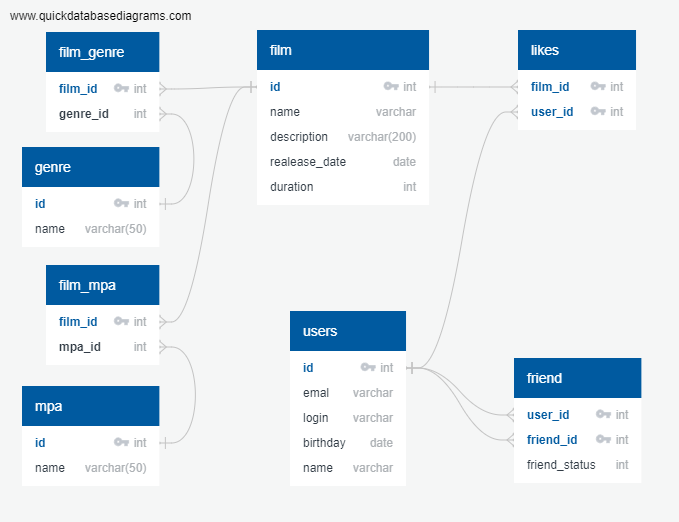 www.quickdatabasediagrams.com
film_genre
film_id int
genre_id int
genre
id int
name varchar(50)
film_mpa
film_id int
mpa_id int
mpa
id int
name varchar(50)
film
id int
name varchar
description varchar(200)
realease_date date
duration int
users
id int
emal varchar
login varchar
birthday date
name varchar
likes
film_id int
user_id int
friend
user_id int
friend_id int
friend_status int